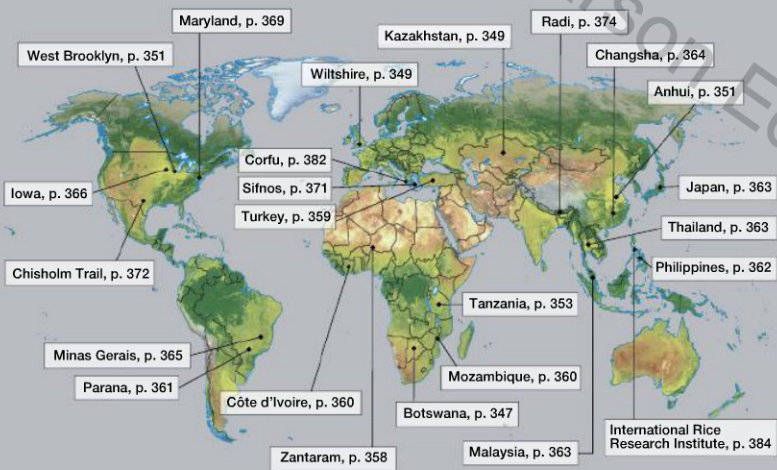 Maryland, p. 369
Radi, p. 374
Kazakhstan, p. 349
West Brooklyn, p. 351
Changsha, p. 364
Wiltshire, p. 349
Anhui, p. 351
Corfu, p. 382
Iowa, p. 366
Sifnos, p. 371
Japan, p. 363
Turkey, p. 359
Thailand, p. 363
Chisholm Trail, p. 372
Philippines, p. 362
Tanzania, p. 353
Minas Gerais, p. 365
Mozambique, p. 360
Parana, p. 361
Côte d'Ivoire, p. 360
Botswana, p. 347
International Rice
Research Institute, p. 384
Zantaram, p. 358
Malaysia, p. 363